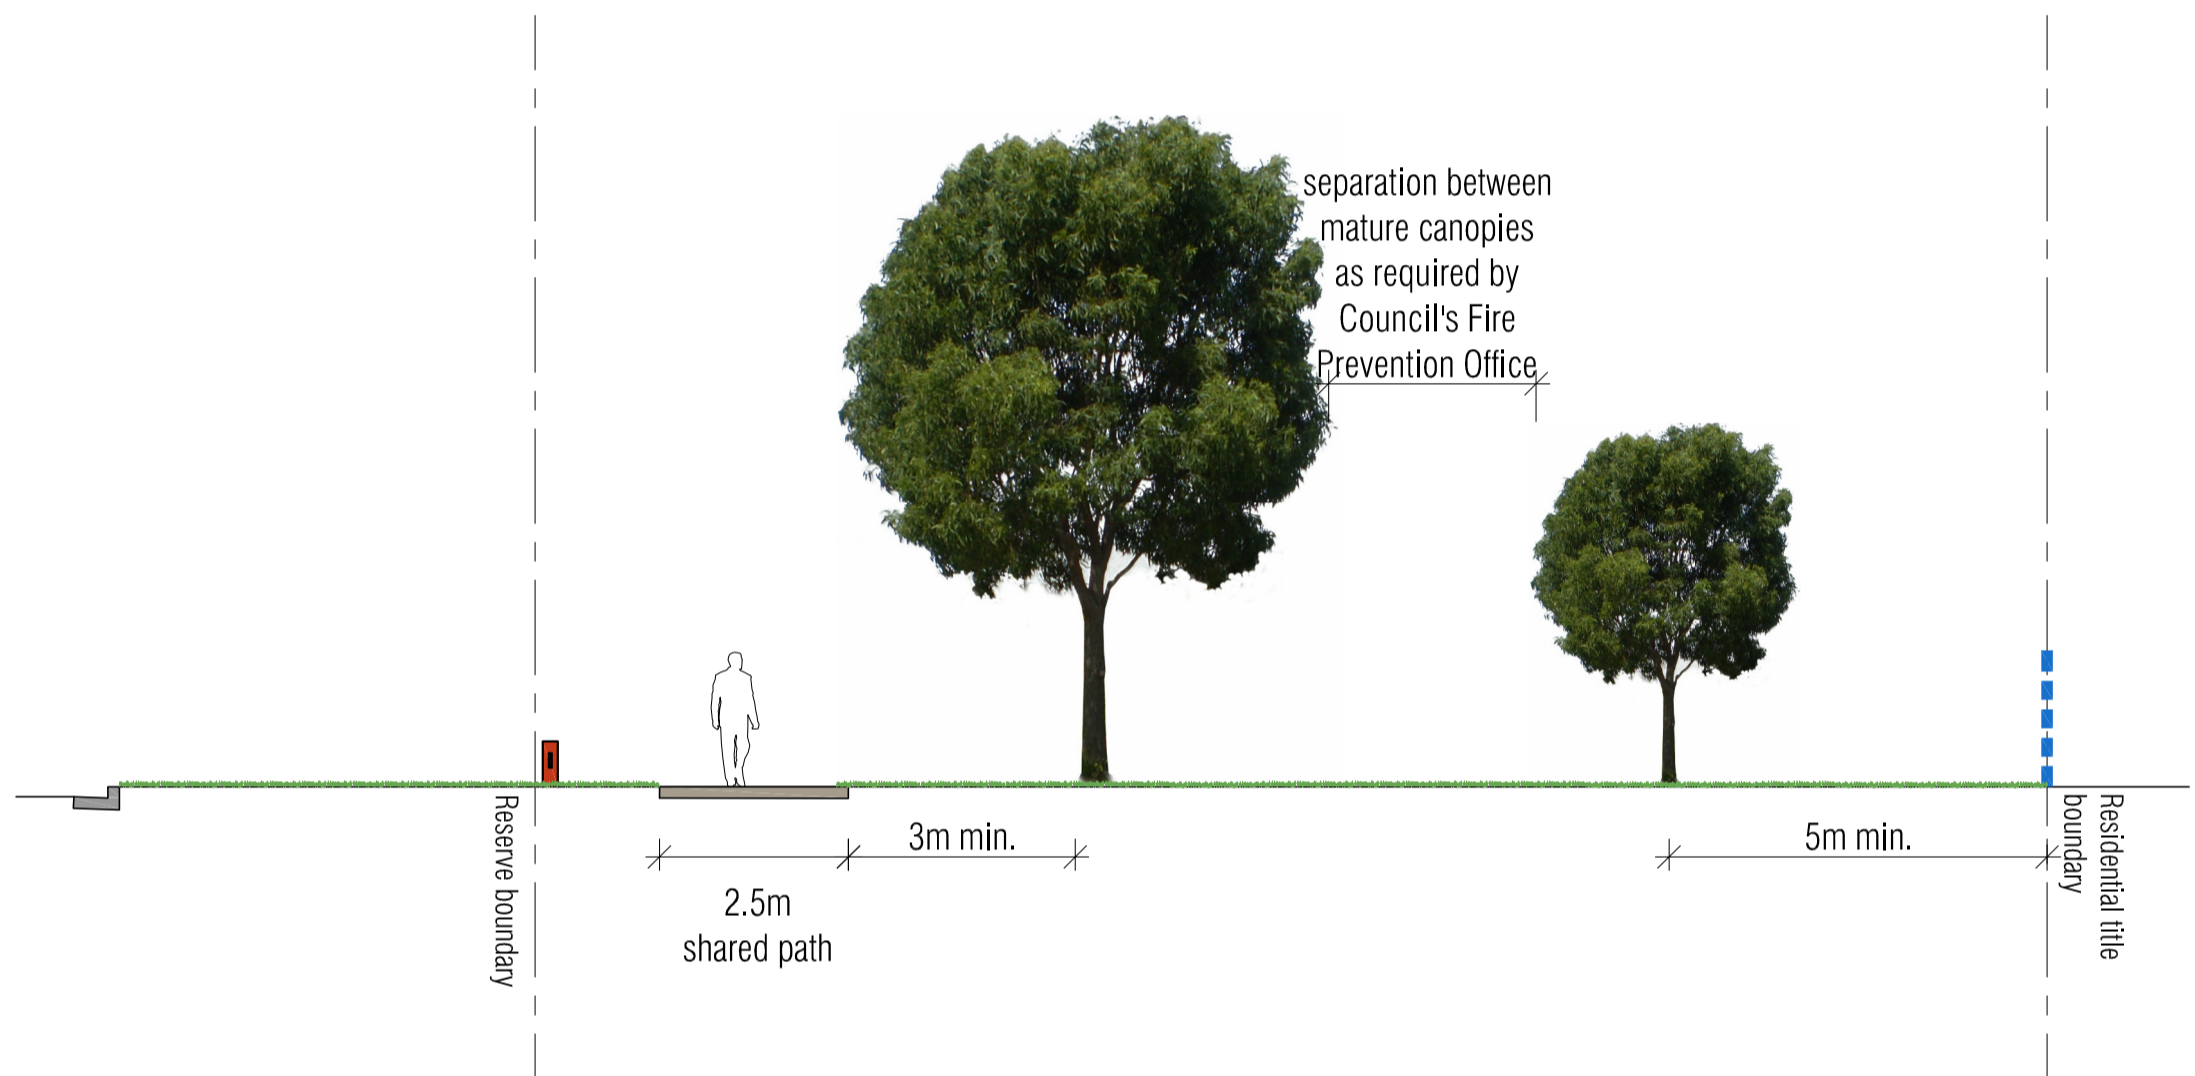 separation between
mature canopies
as required by
Council's Fire
Prevention Office
3m min.
5m min.
2.5m
shared path
Reserve boundary
Residential title
boundary